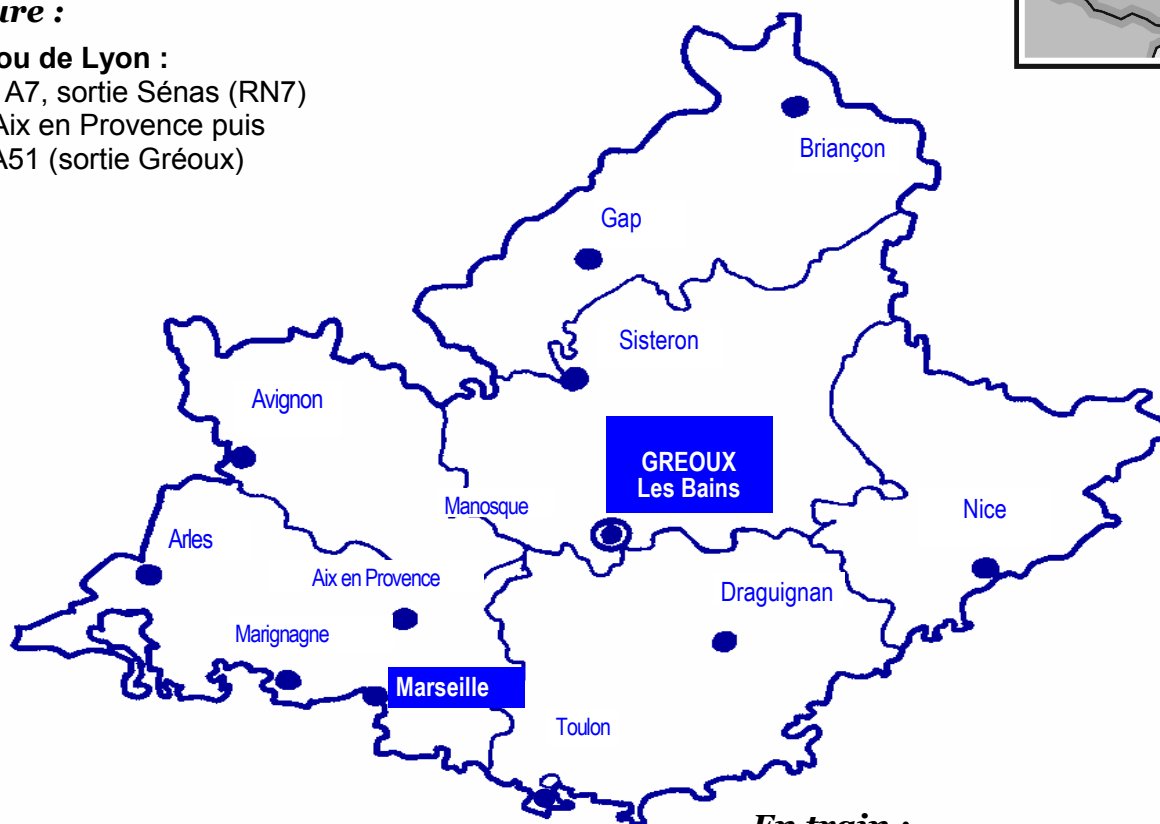 ure :
ou de Lyon :
A7, sortie Sénas (RN7)
Aix en Provence puis
A51 (sortie Gréoux)
Briançon
Gap
Sisteron
Avignon
GREOUX
Les Bains
Manosque
Nice
Arles
Aix en Provence
Draguignan
Marignagne
Marseille
Toulon
En train :